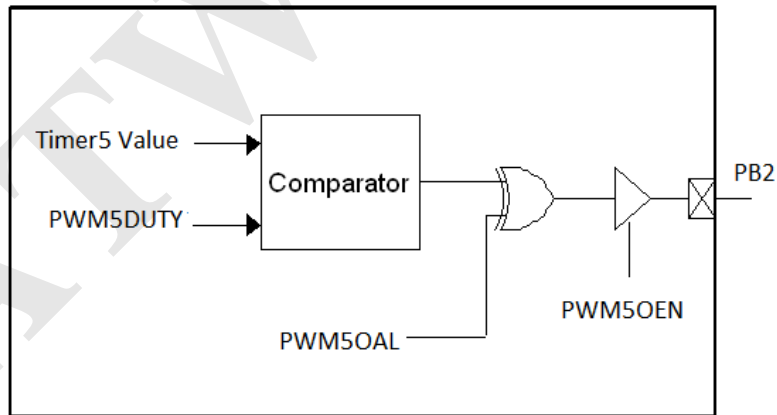 Timer5 Value
Comparator
PB2
PWM5DUTY
PWM5OEN
PWM5OAL